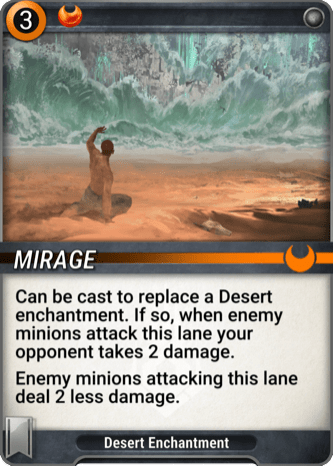 3
MIRAGE
Can be cast to replace a Desert
enchantment. If so, when enemy
minions attack this lane your
opponent takes 2 damage.
Enemy minions attacking this lane
deal 2 less damage.
Desert Enchantment